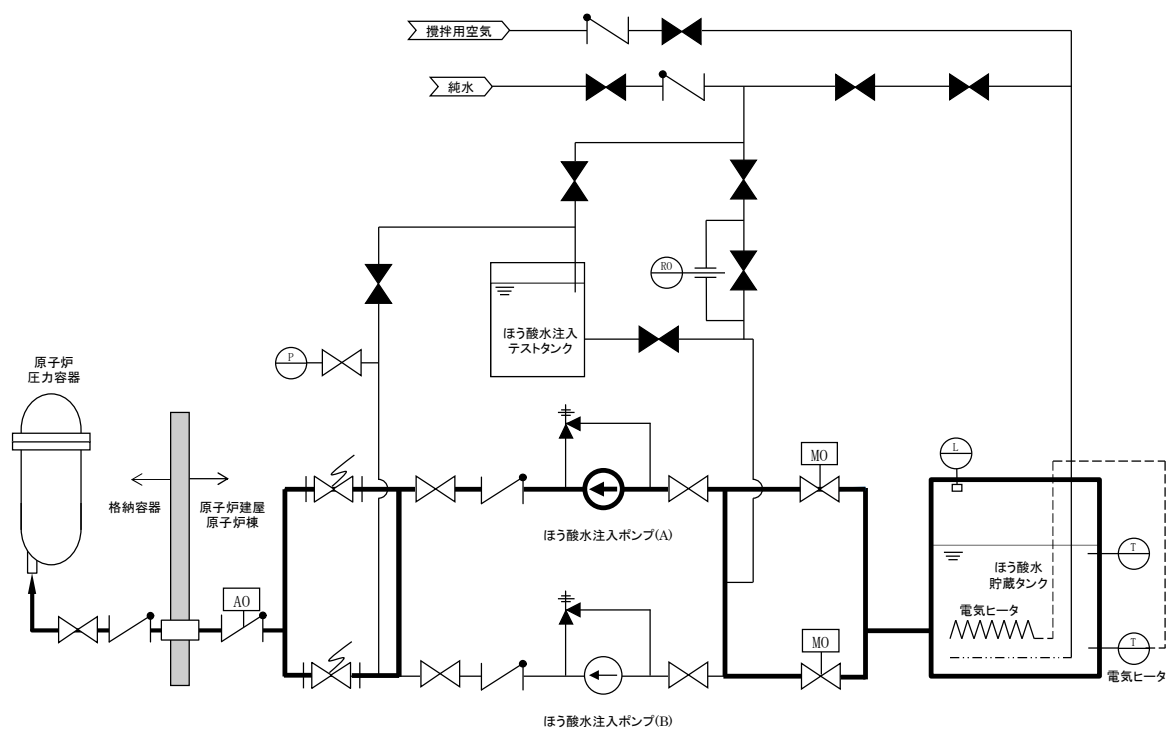 攪拌用空気
純水
RO
ほう酸水注入
テストタンク
P
原子炉
圧力容器
格納容器
原子炉建屋
原子炉棟
AO
MO
L
ほう酸水注入ポンプ(A)
T
ほう酸水
貯蔵タンク
電気ヒータ
MO
T
電気ヒータ
ほう酸水注入ポンプ(B)